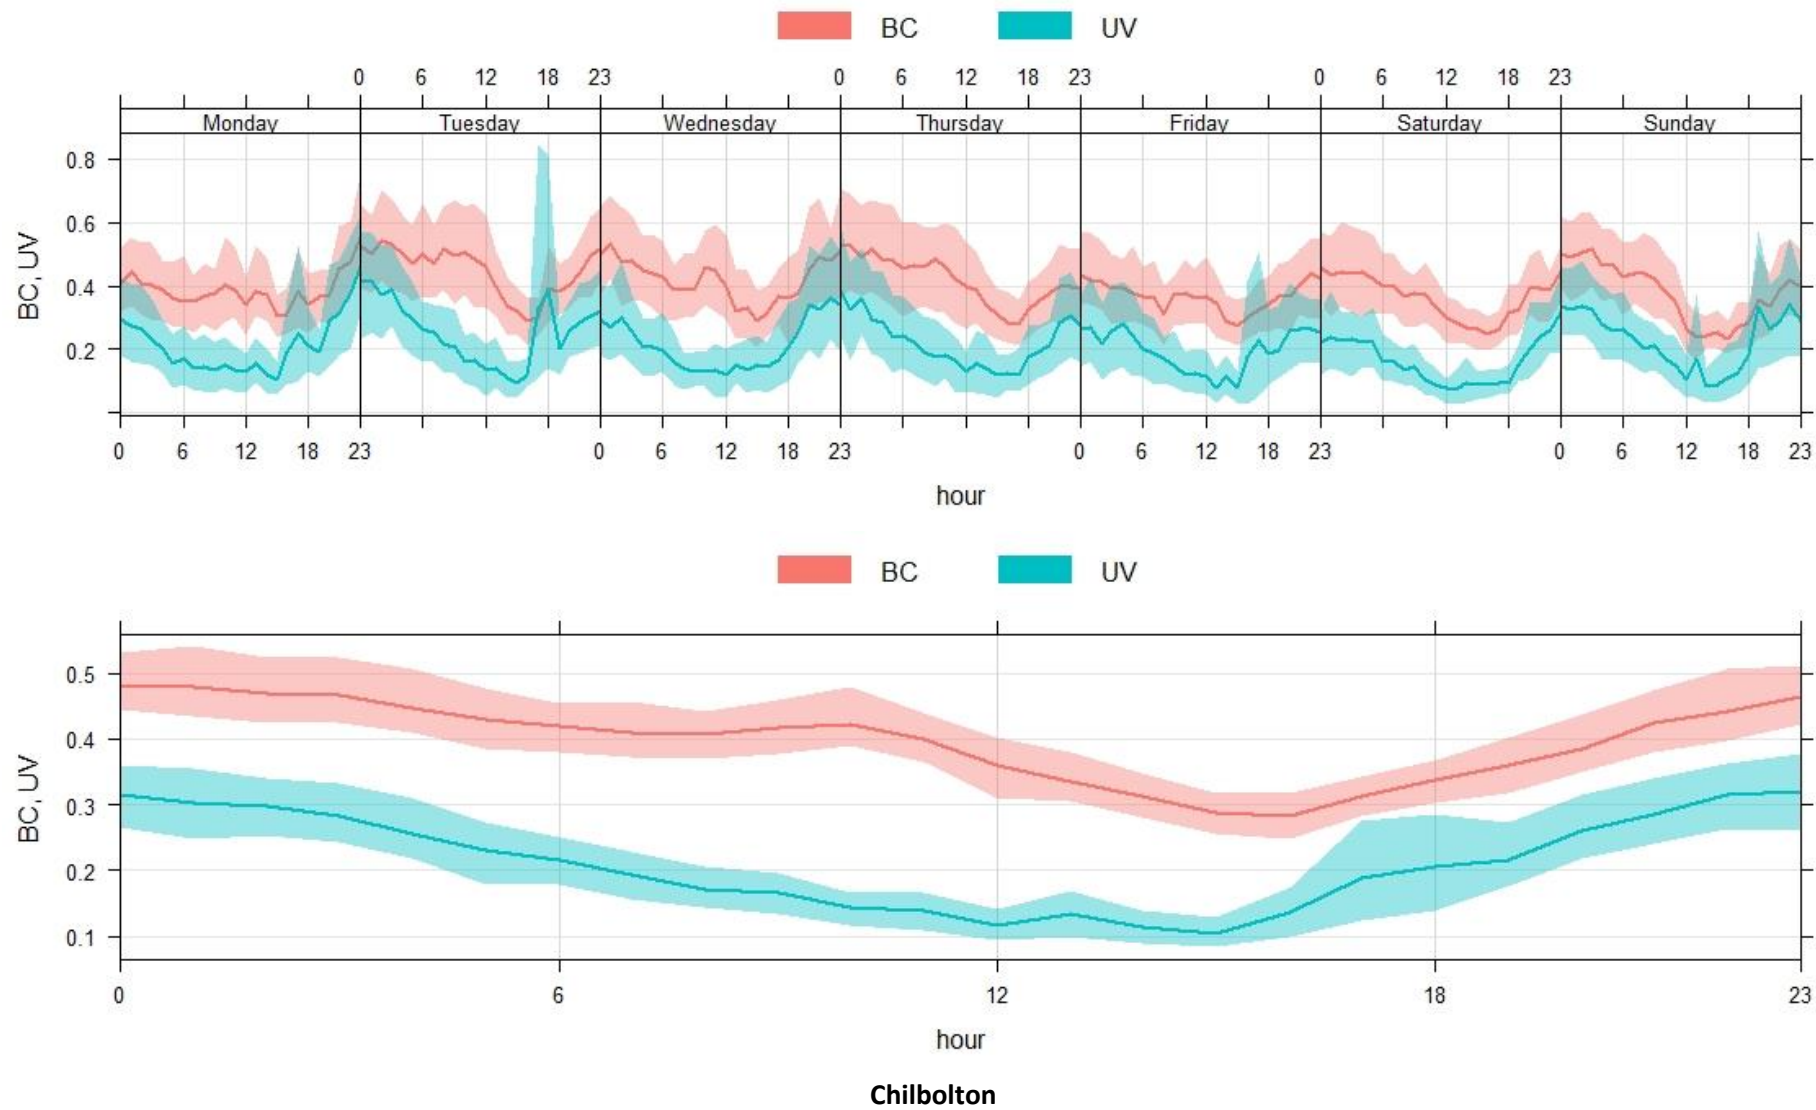 BC UV
0 6 12 18 23 0 6 12 18 23 0 6 12 18 23
Monday Tuesday Wednesday Thursday Friday Saturday Sunday
0.8
0.6
0.4
0.2
BC, UV
0 6 12 18 23 0 6 12 18 23 0 6 12 18 23 0 6 12 18 23
hour
BC UV
0.5
0.4
0.3
0.2
0.1
BC, UV
0 6 12 18 23
hour
Chilbolton